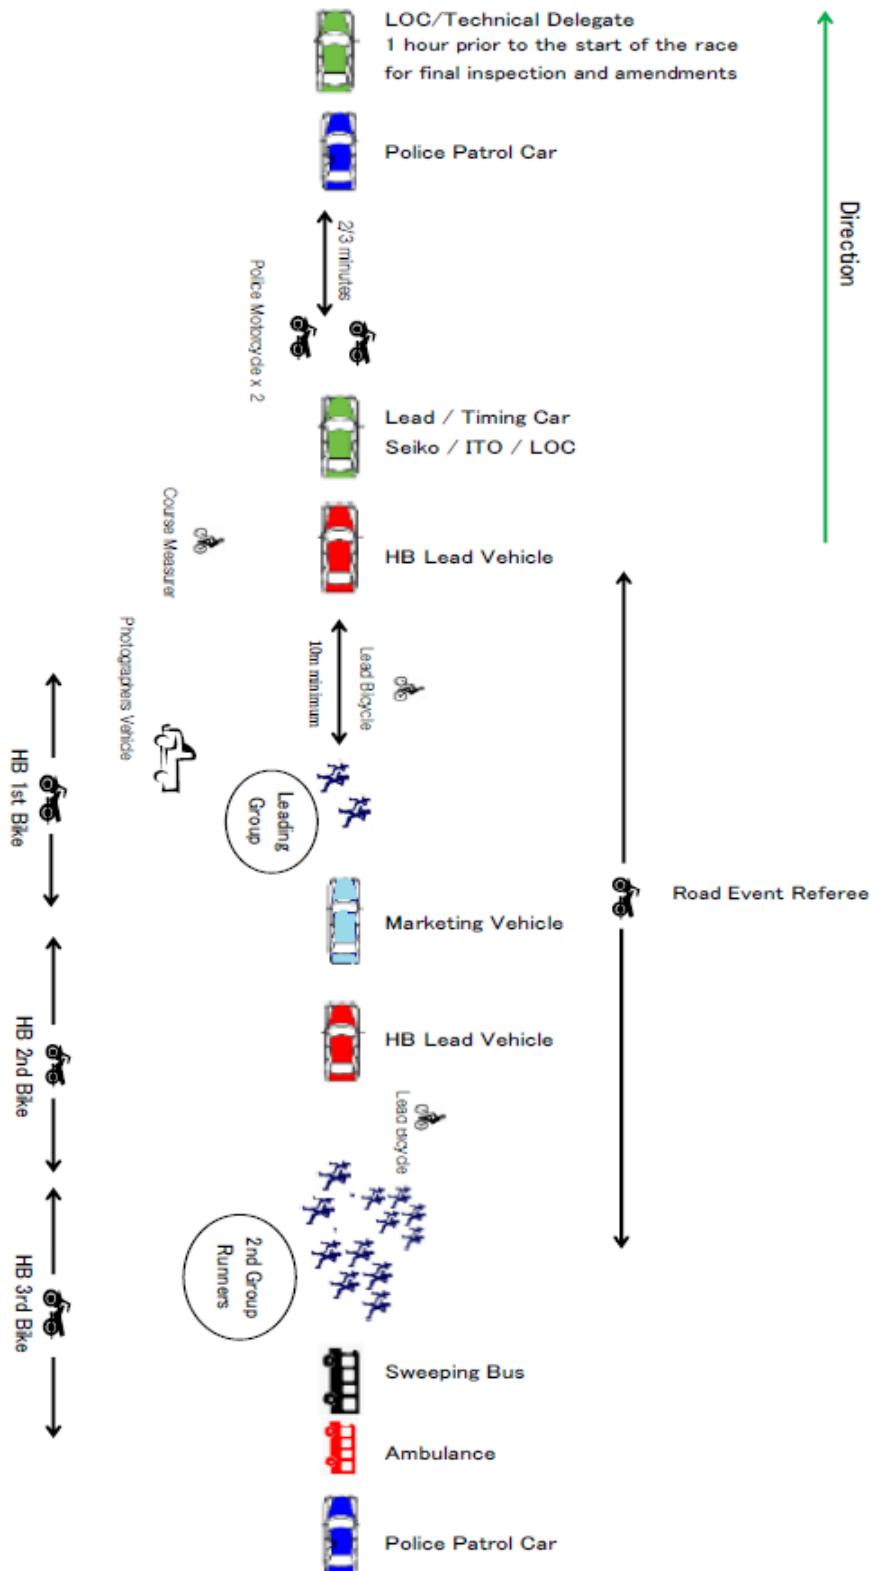 LOC/Technical Delegate
1 hour prior to the start of the race
for final inspection and amendments
Police Patrol Car
Direction
2/3 minutes
Police Motorcycle x 2
Lead / Timing Car
Seiko / ITO / LOC
Course Measurer
HB Lead Vehicle
Photographers Vehicle
10m minimum
Lead Bicycle
HB 1st Bike
Leading
Group
Road Event Referee
Marketing Vehicle
HB 2nd Bike
HB Lead Vehicle
Lead Bicycle
HB 3rd Bike
2nd Group
Runners
Sweeping Bus
Ambulance
Police Patrol Car